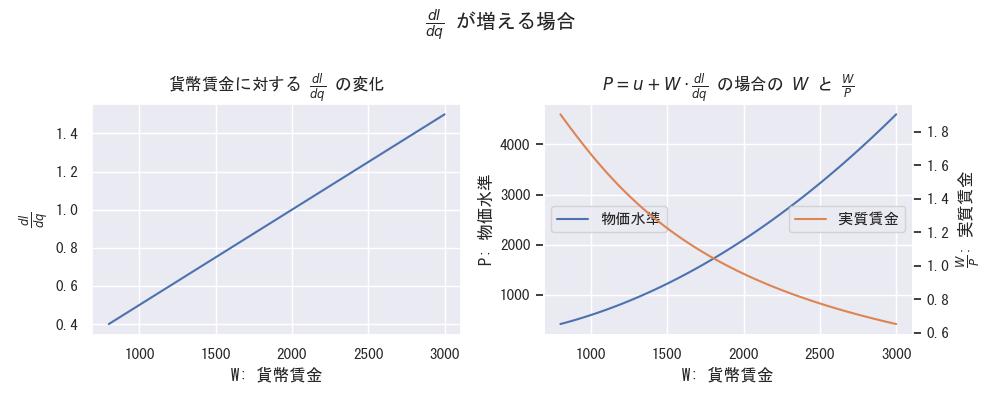 dI/dq が増える場合
貨幣賃金に対する dI/dq の変化
1.4
1.2
1.0
0.8
0.6
0.4
dI/dq
1000 1500 2000 2500 3000
W: 貨幣賃金
P = u + W · dI/dq の場合の W と W/P
4000
3000
2000
1000
P: 物価水準
物価水準
実質賃金
1.8
1.6
1.4
1.2
1.0
0.8
0.6
W/P: 実質賃金
1000 1500 2000 2500 3000
W: 貨幣賃金